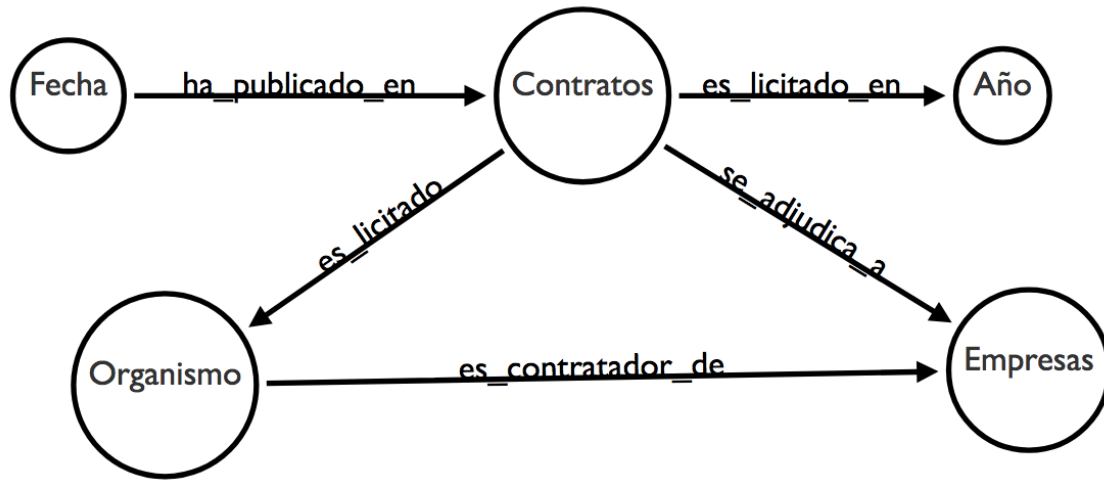 Fecha
ha_publicado_en
Contratos
es_licitado_en
Año
es_licitado
se_adjudica_a
Organismo
es_contratador_de
Empresas